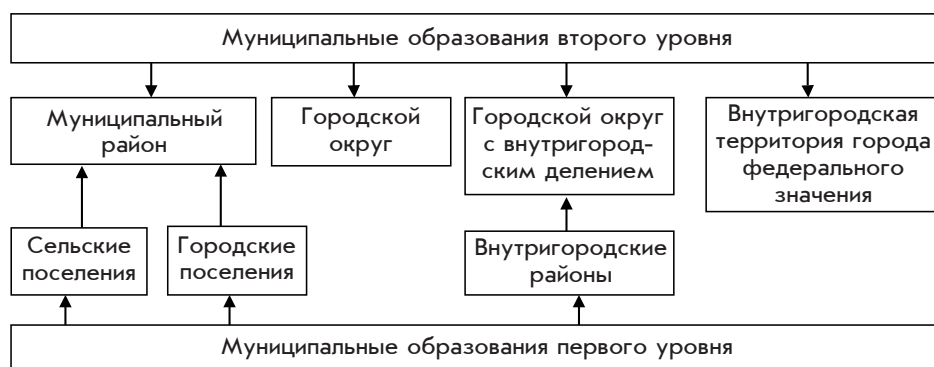 Муниципальные образования второго уровня
Муниципальный
район
Городской
округ
Городской округ
с внутригород-
ским делением
Внутригородская
территория города
федерального
значения
Сельские
поселения
Городские
поселения
Внутригородские
районы
Муниципальные образования первого уровня